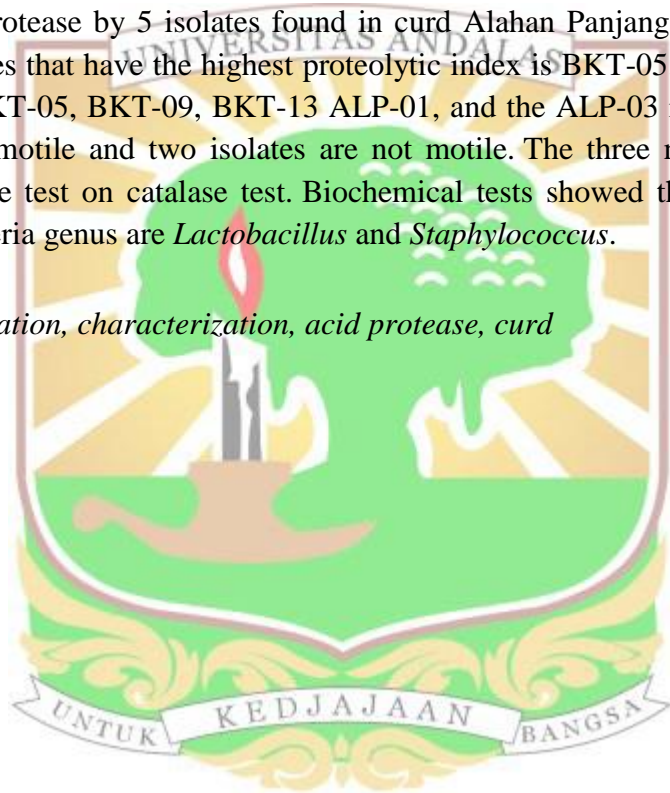 rotease by 5 isolates found in curd Alahan Panjang
es that have the highest proteolytic index is BKT-05
KT-05, BKT-09, BKT-13 ALP-01, and the ALP-03
motile and two isolates are not motile. The three
e test on catalase test. Biochemical tests showed
eria genus are Lactobacillus and Staphylococcus.
ation, characterization, acid protease, curd
UNIVERSITAS ANDALAS
UNTUK KEDJAJAAN BANGSA